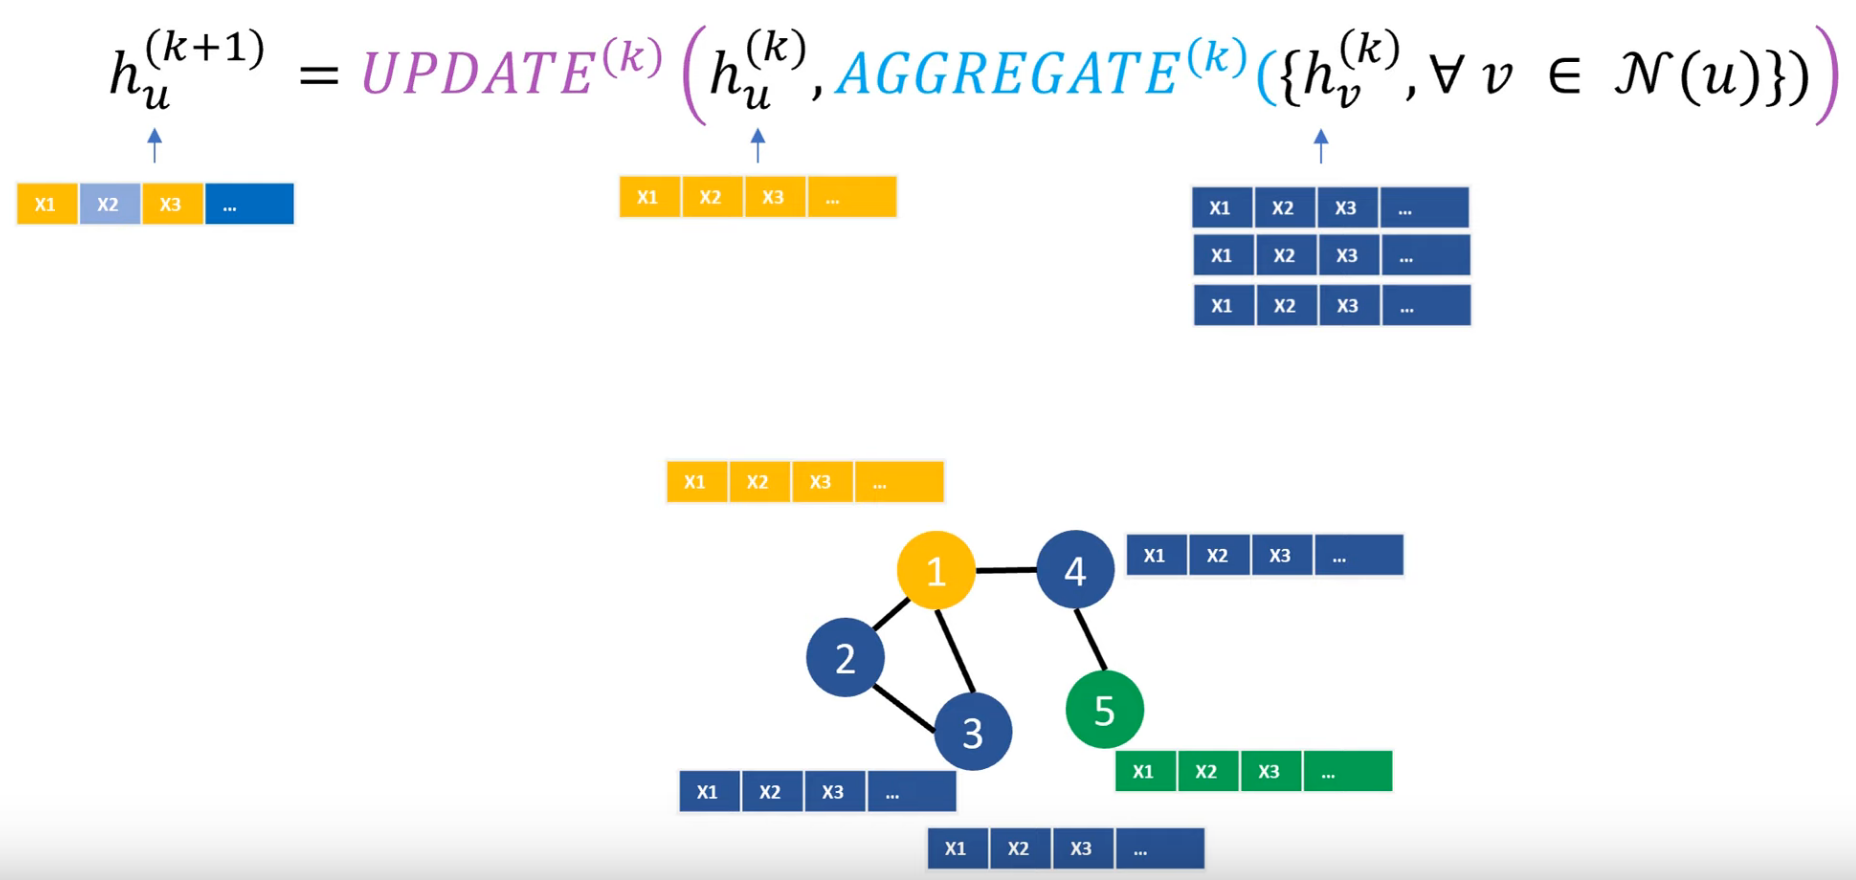 h_u^(k+1) = UPDATE^(k) (h_u^(k), AGGREGATE^(k)({h_v^(k), ∀ v ∈ 𝒩(u)}))
X1 X2 X3 ...
X1 X2 X3 ...
X1 X2 X3 ...
X1 X2 X3 ...
X1 X2 X3 ...
X1 X2 X3 ...
1
4
X1 X2 X3 ...
2
3
5
X1 X2 X3 ...
X1 X2 X3 ...
X1 X2 X3 ...